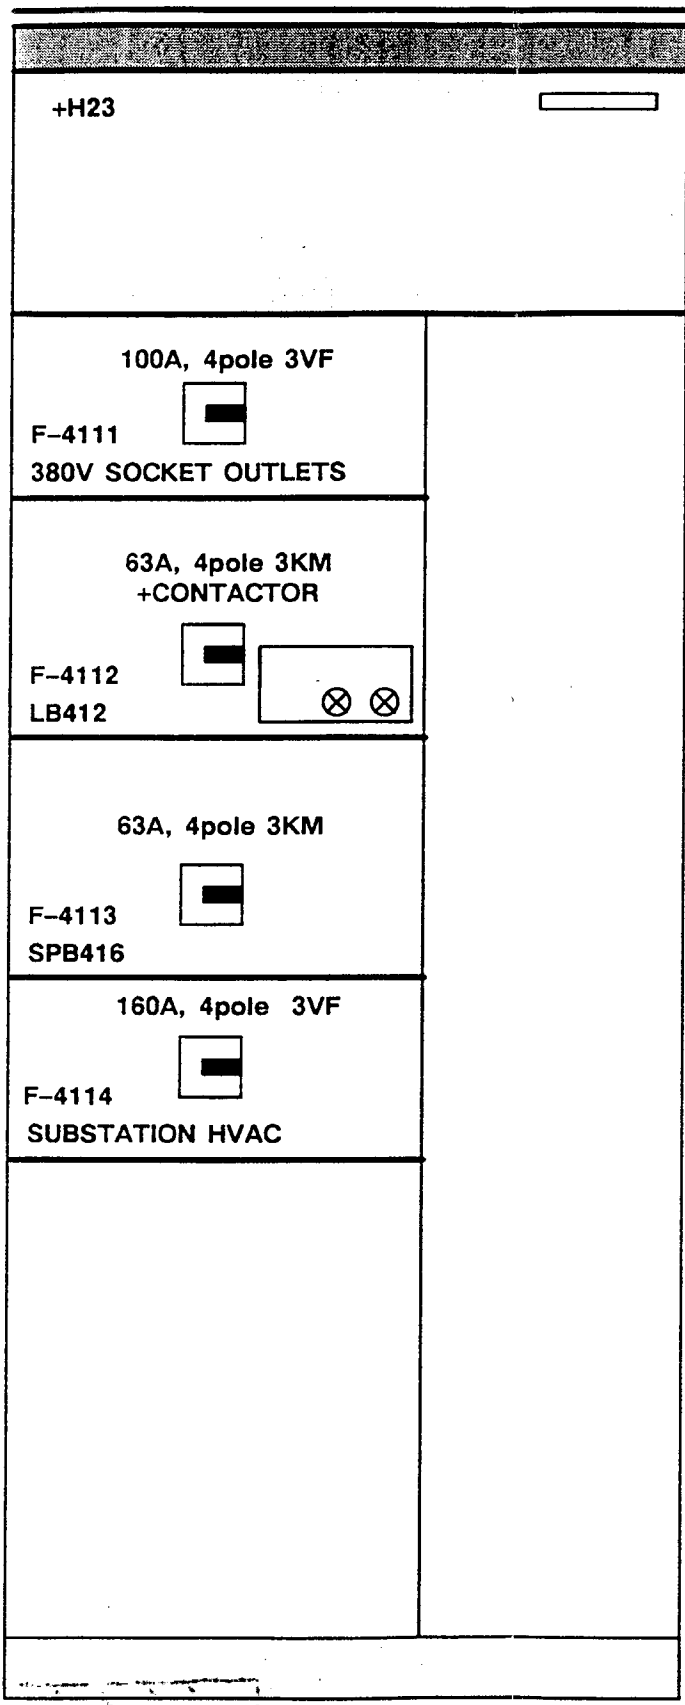 +H23
100A, 4pole 3VF
F-4111
380V SOCKET OUTLETS
63A, 4pole 3KM
+CONTACTOR
F-4112
LB412
63A, 4pole 3KM
F-4113
SPB416
160A, 4pole 3VF
F-4114
SUBSTATION HVAC